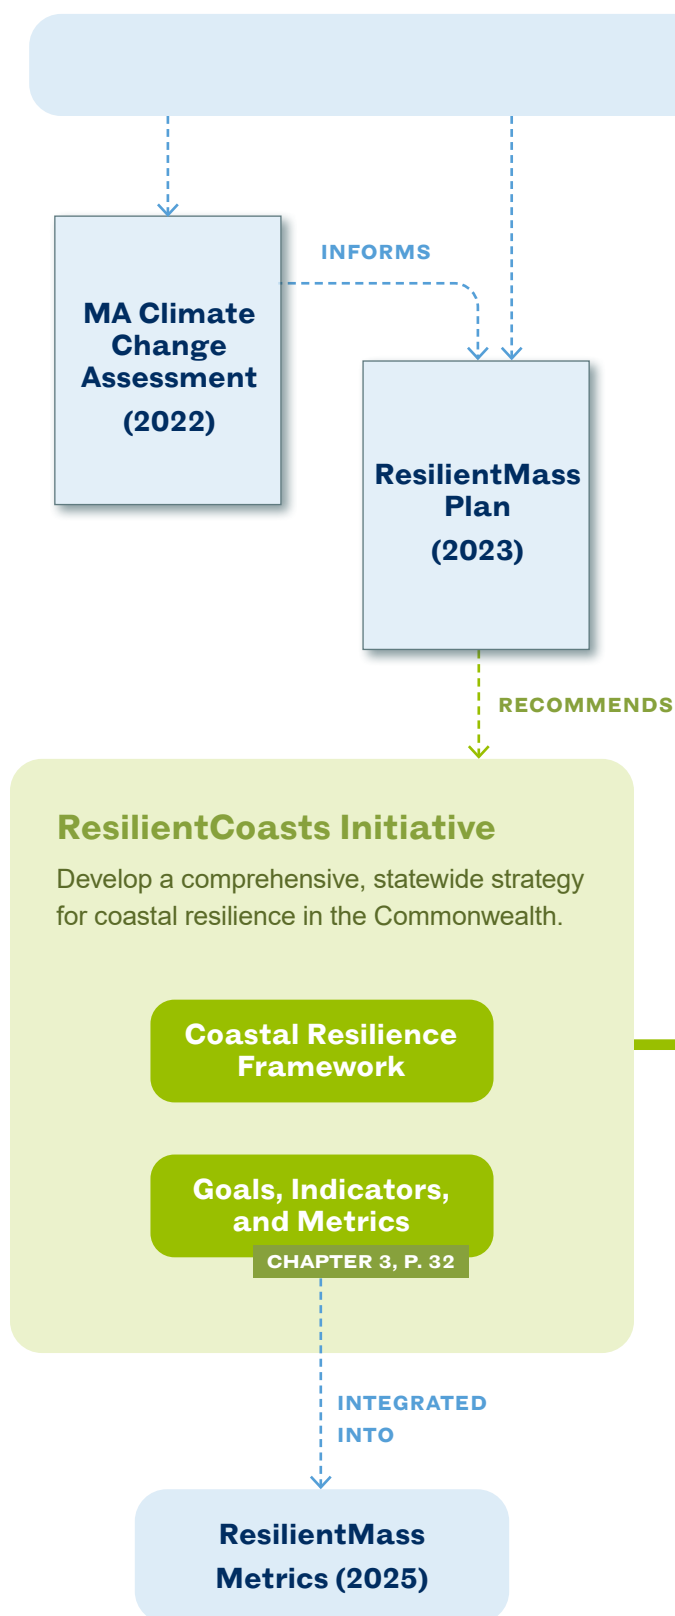 INFORMS
MA Climate
Change
Assessment
(2022)
ResilientMass
Plan
(2023)
RECOMMENDS
ResilientCoasts Initiative
Develop a comprehensive, statewide strategy
for coastal resilience in the Commonwealth.
Coastal Resilience
Framework
Goals, Indicators,
and Metrics
CHAPTER 3, P. 32
INTEGRATED
INTO
ResilientMass
Metrics (2025)